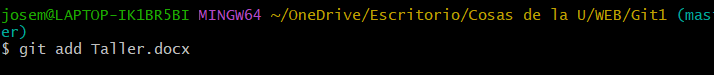 josem@LAPTOP-IK1BR5BI MINGW64 ~/OneDrive/Escritorio/Cosas de la U/WEB/Git1 (mast
er)
$ git add Taller.docx